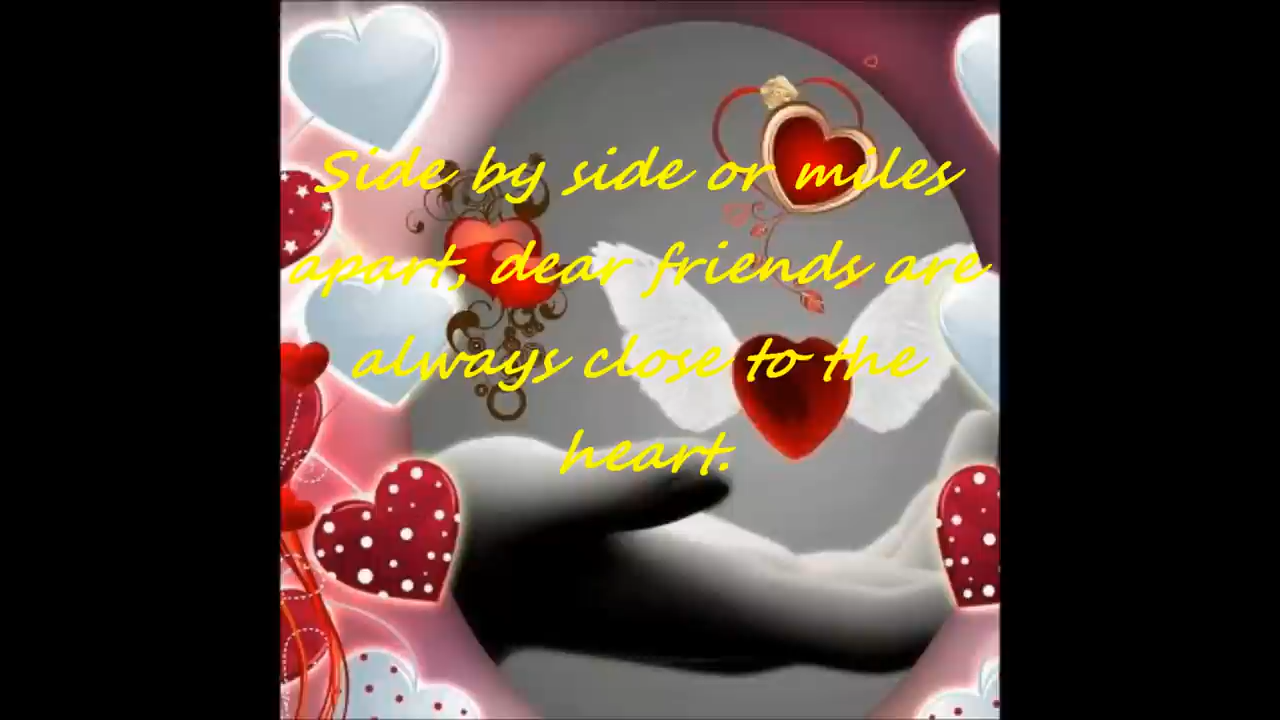 Side by side or miles
apart, dear friends are
always close to the
heart.